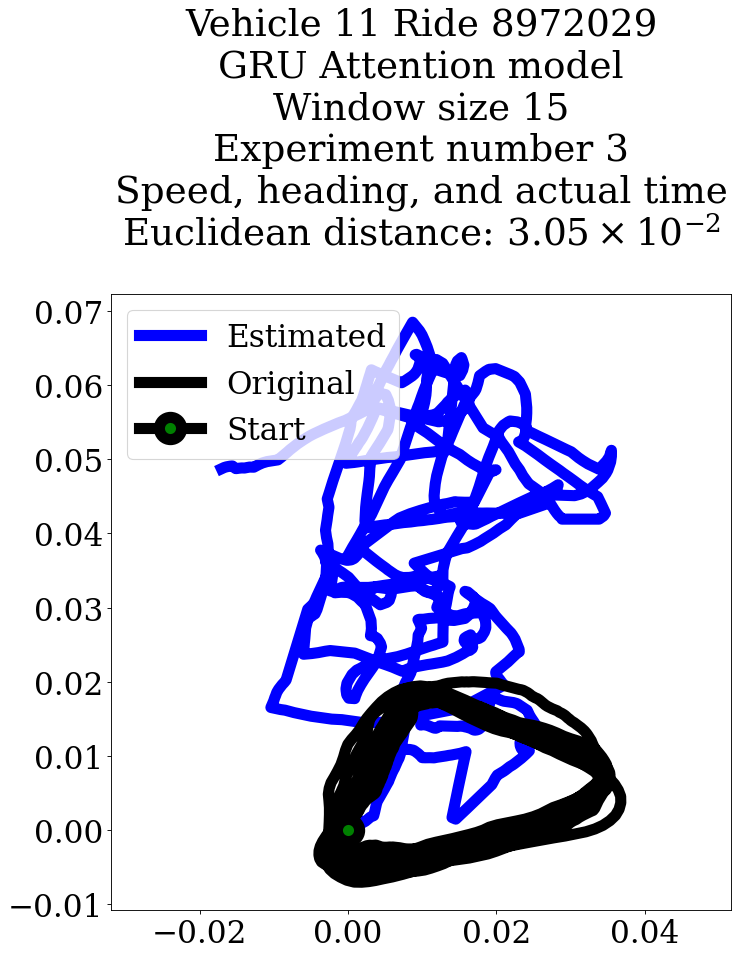 Vehicle 11 Ride 8972029
GRU Attention model
Window size 15
Experiment number 3
Speed, heading, and actual time
Euclidean distance: 3.05 × 10⁻²
Estimated
Original
Start
0.07
0.06
0.05
0.04
0.03
0.02
0.01
0.00
−0.01
−0.02 0.00 0.02 0.04